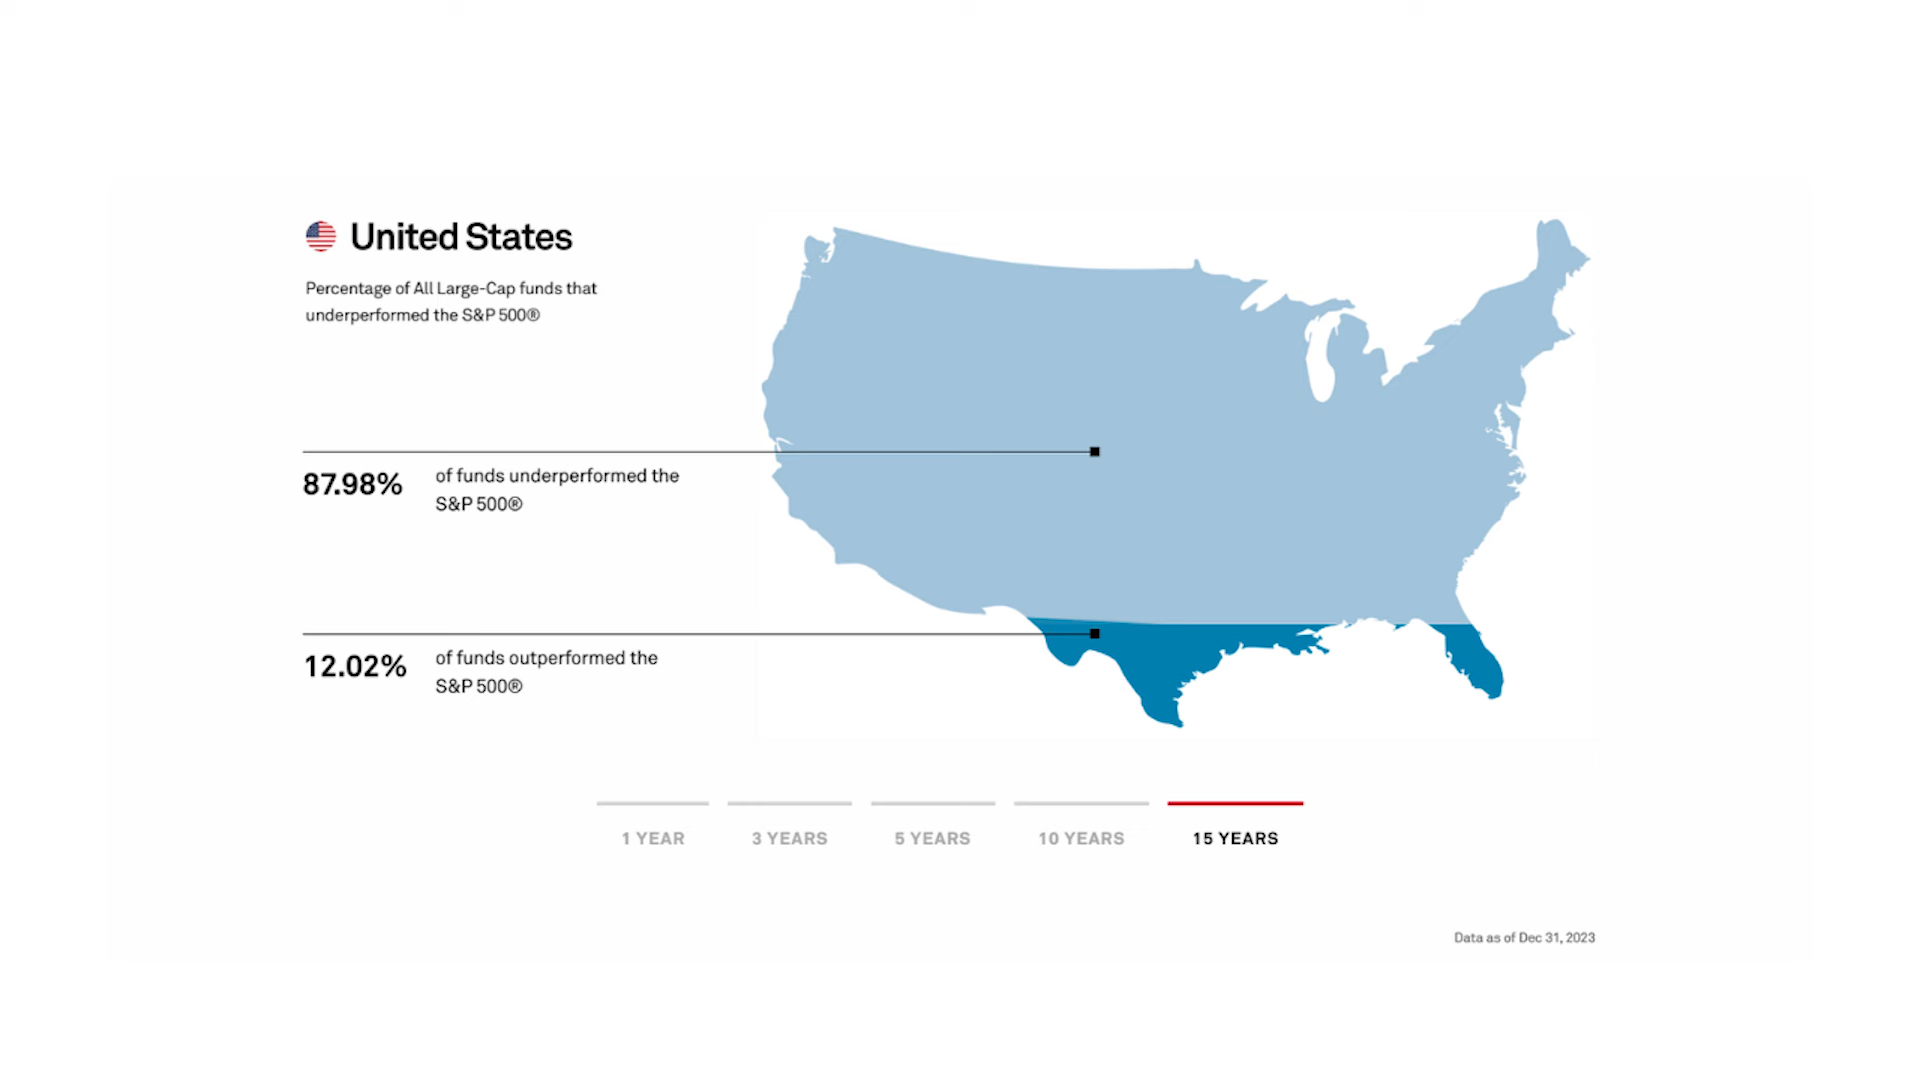 United States
Percentage of All Large-Cap funds that
underperformed the S&P 500®
87.98%
of funds underperformed the
S&P 500®
12.02%
of funds outperformed the
S&P 500®
1 YEAR
3 YEARS
5 YEARS
10 YEARS
15 YEARS
Data as of Dec 31, 2023